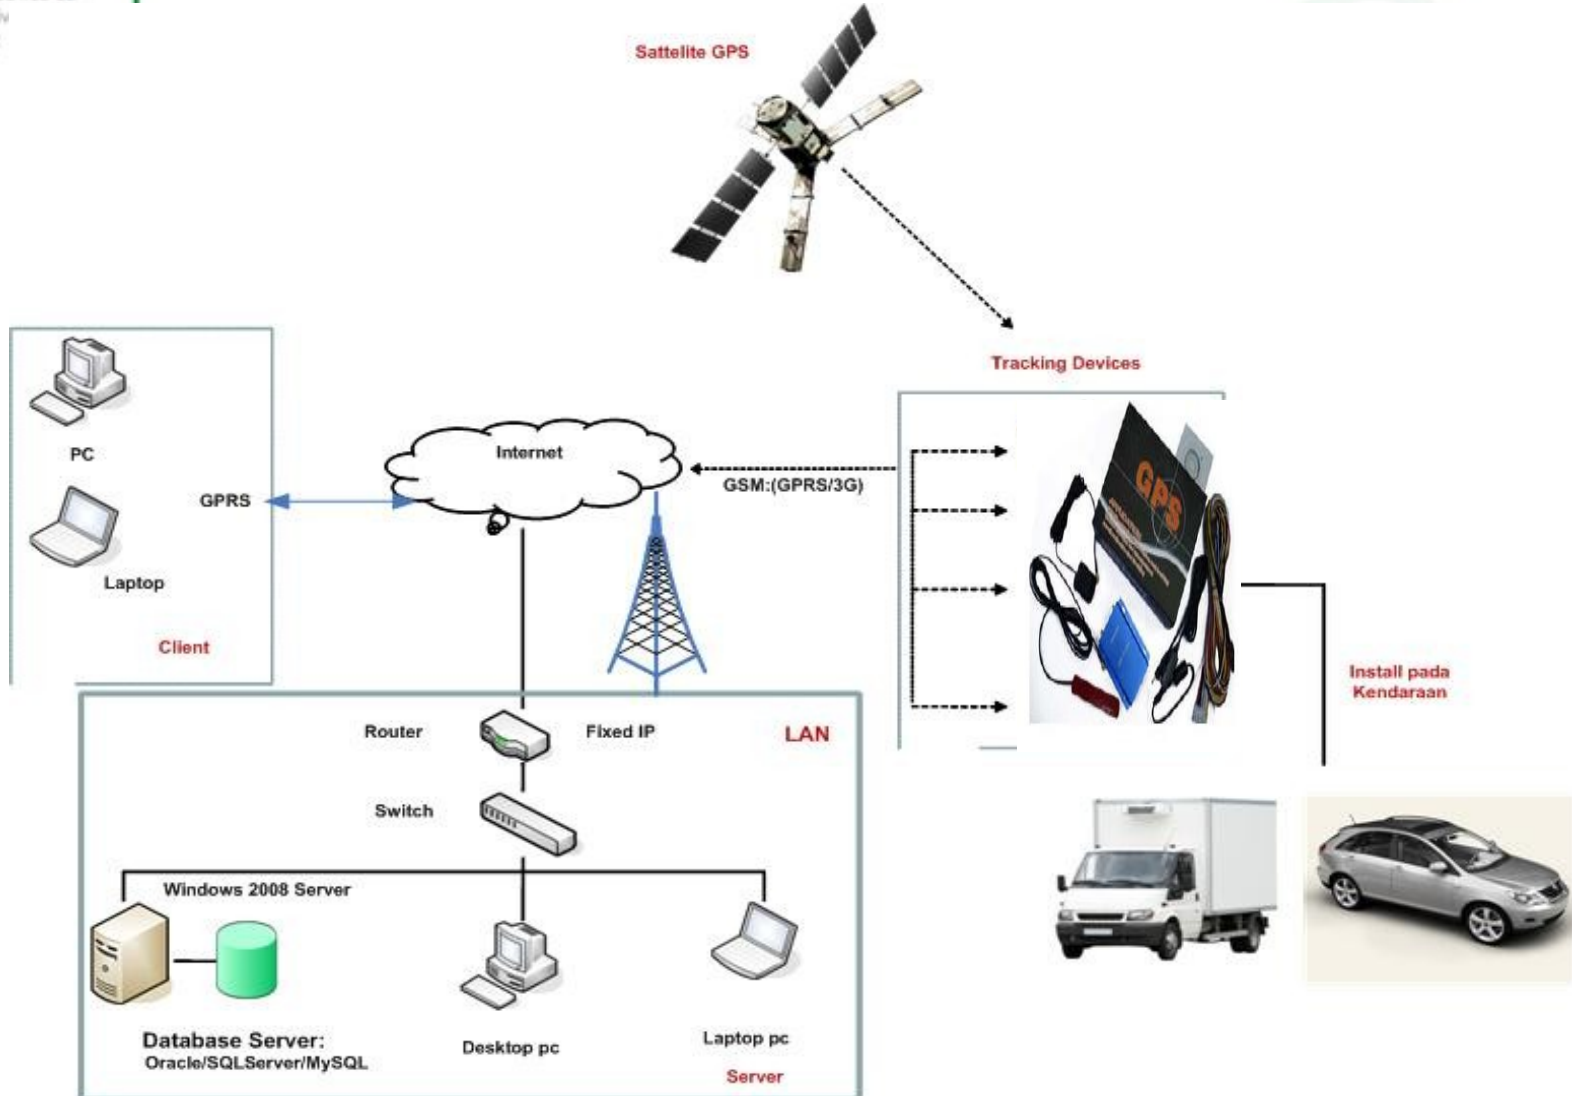 Sattelite GPS
Tracking Devices
PC
Internet
GPRS
GSM:(GPRS/3G)
GPS
Laptop
Client
Install pada
Kendaraan
Router
Fixed IP
LAN
Switch
Windows 2008 Server
Database Server:
Oracle/SQLServer/MySQL
Desktop pc
Laptop pc
Server